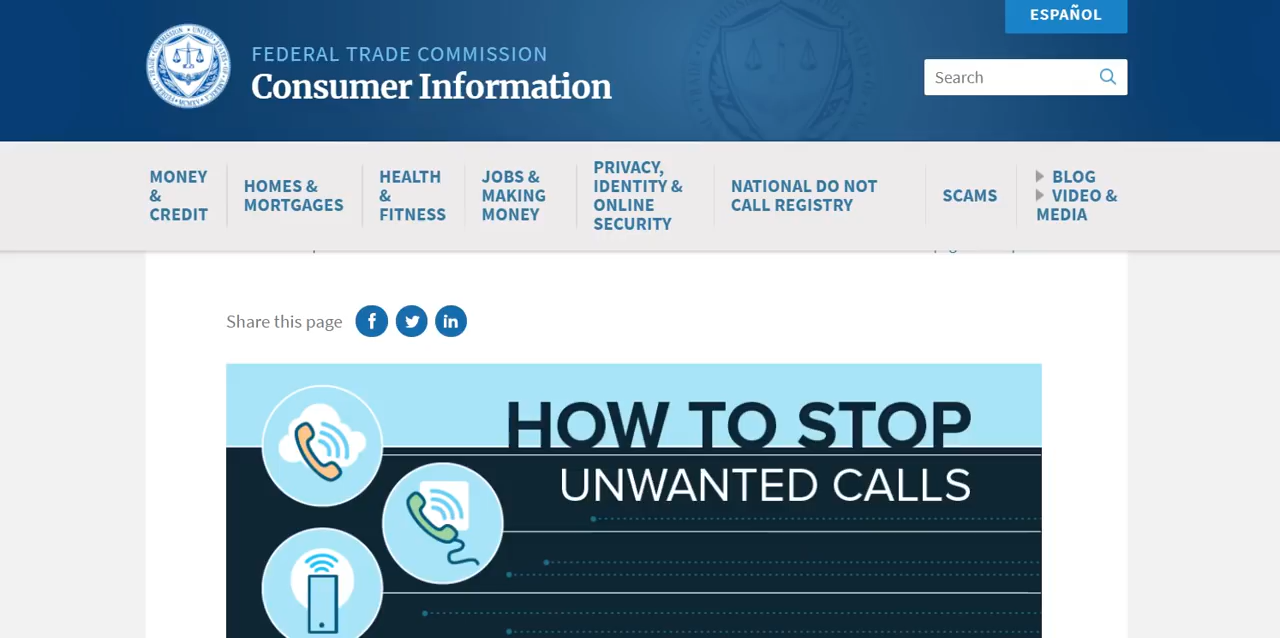 ESPAÑOL
FEDERAL TRADE COMMISSION
Consumer Information
Search
MONEY
&
CREDIT
HOMES &
MORTGAGES
HEALTH
&
FITNESS
JOBS &
MAKING
MONEY
PRIVACY,
IDENTITY &
ONLINE
SECURITY
NATIONAL DO NOT
CALL REGISTRY
SCAMS
BLOG
VIDEO &
MEDIA
Share this page
HOW TO STOP
UNWANTED CALLS